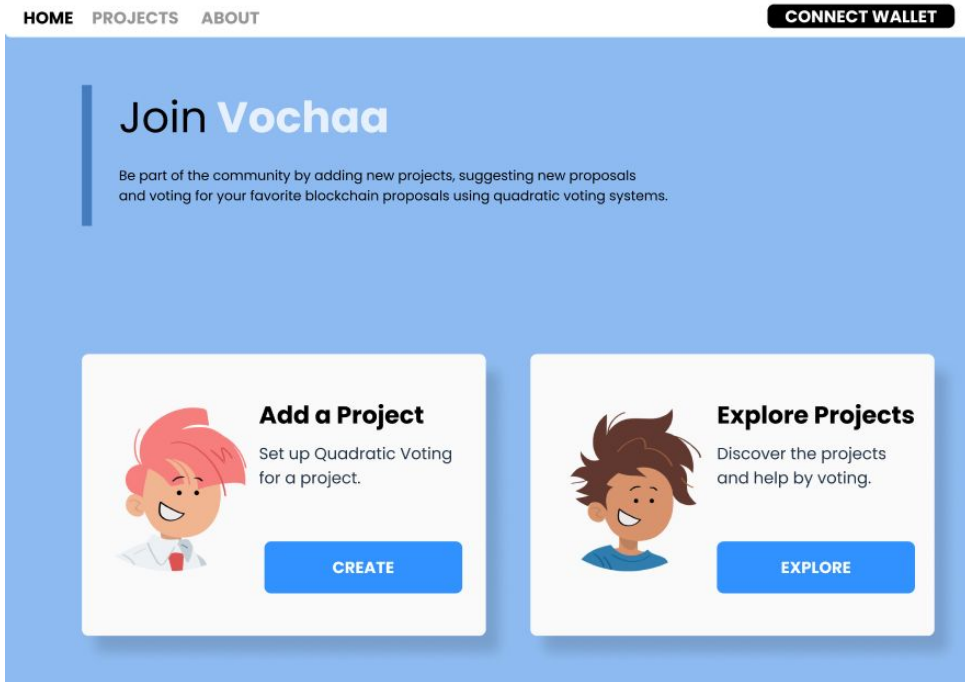 HOME PROJECTS ABOUT CONNECT WALLET
Join Vochaa
Be part of the community by adding new projects, suggesting new proposals
and voting for your favorite blockchain proposals using quadratic voting systems.
Add a Project
Set up Quadratic Voting
for a project.
CREATE
Explore Projects
Discover the projects
and help by voting.
EXPLORE